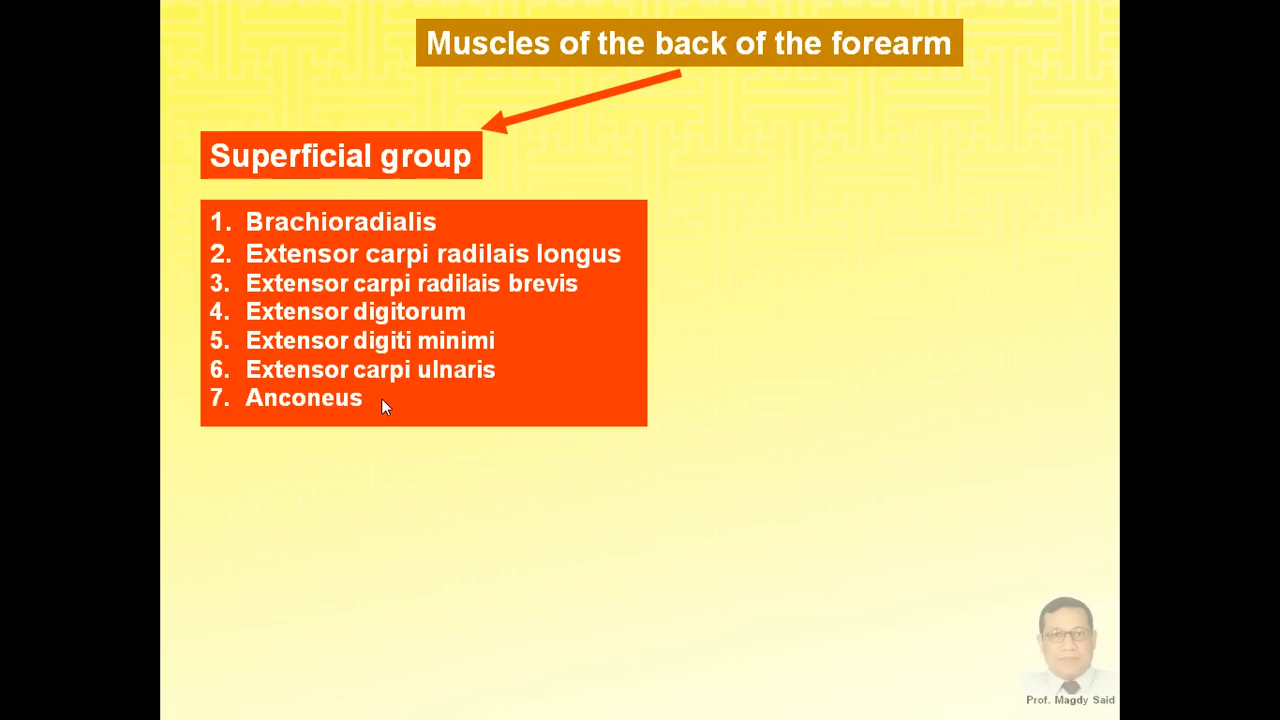 Muscles of the back of the forearm
Superficial group
1. Brachioradialis
2. Extensor carpi radilais longus
3. Extensor carpi radilais brevis
4. Extensor digitorum
5. Extensor digiti minimi
6. Extensor carpi ulnaris
7. Anconeus
Prof. Magdy Said